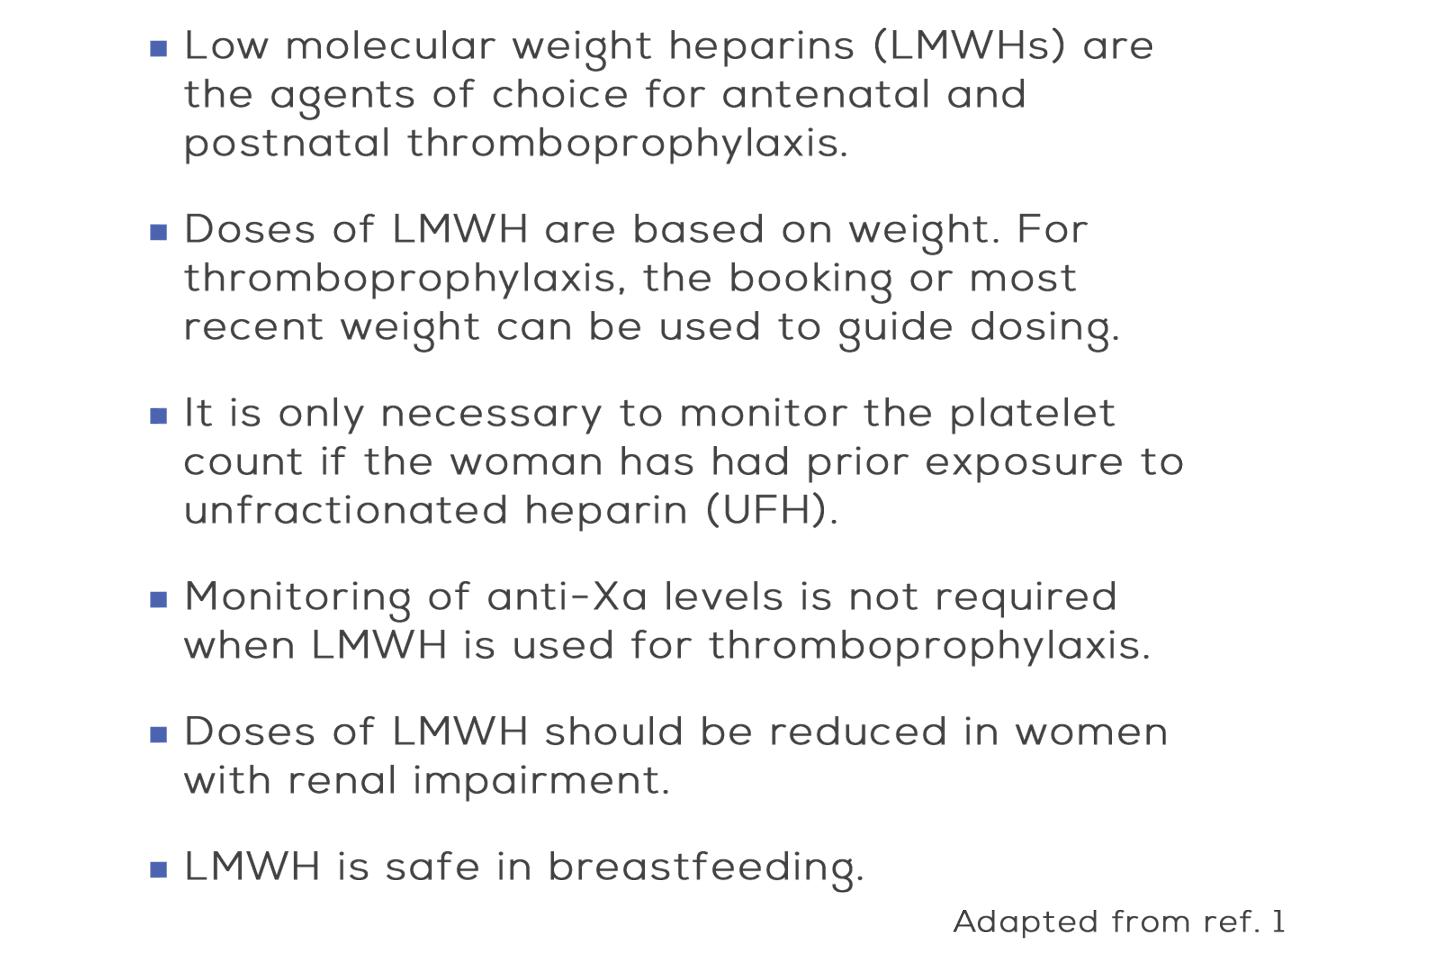 Low molecular weight heparins (LMWHs) are
the agents of choice for antenatal and
postnatal thromboprophylaxis.
Doses of LMWH are based on weight. For
thromboprophylaxis, the booking or most
recent weight can be used to guide dosing.
It is only necessary to monitor the platelet
count if the woman has had prior exposure to
unfractionated heparin (UFH).
Monitoring of anti-Xa levels is not required
when LMWH is used for thromboprophylaxis.
Doses of LMWH should be reduced in women
with renal impairment.
LMWH is safe in breastfeeding.
Adapted from ref. 1